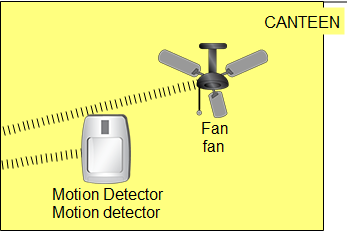 CANTEEN
Fan
fan
Motion Detector
Motion detector